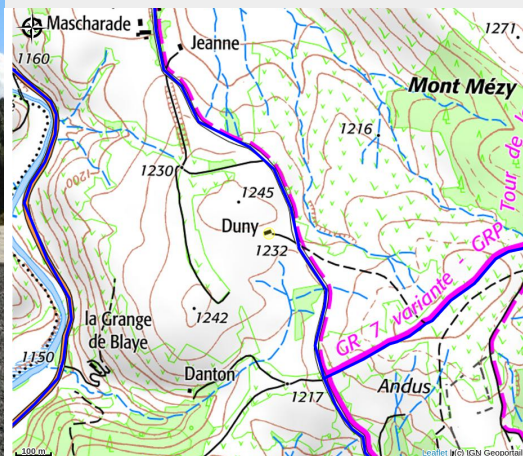 1271
Mascharade
Jeanne
1160
Mont Mézy
1216
1230
1200
1245
Duny
1232
GR 7 variante - GRP Tour de l
la Grange
de Blaye
1242
1150
Danton
1217
Andus
100 m
Leaflet | (c) IGN Geoportail